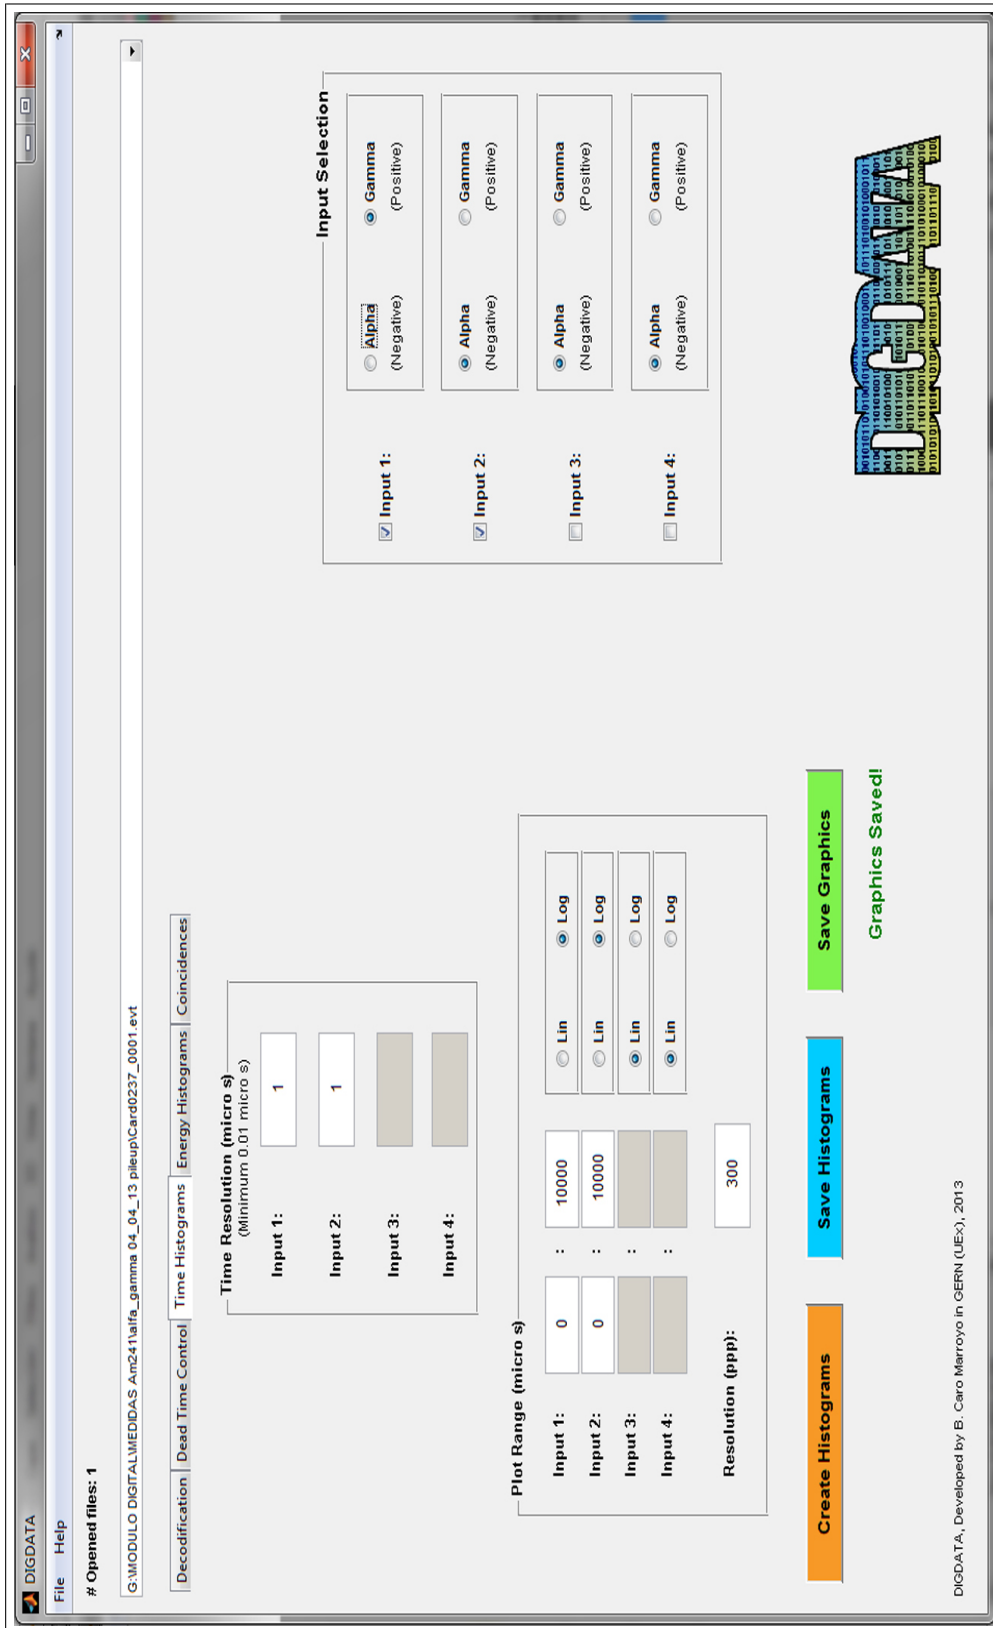 DIGDATA
File Help
# Opened files: 1
G:\MODULO DIGITAL\MEDIDAS Am241\alfa_gamma 04_04_13 pileup\Card0237_0001.evt
Decodification Dead Time Control Time Histograms Energy Histograms Coincidences
Time Resolution (micro s)
(Minimum 0.01 micro s)
Input 1: 1
Input 2: 1
Input 3:
Input 4:
Plot Range (micro s)
Input 1: 0 : 10000 Lin Log
Input 2: 0 : 10000 Lin Log
Input 3: : Lin Log
Input 4: : Lin Log
Resolution (ppp): 300
Input Selection
Input 1: Alpha Gamma
(Negative) (Positive)
Input 2: Alpha Gamma
(Negative) (Positive)
Input 3: Alpha Gamma
(Negative) (Positive)
Input 4: Alpha Gamma
(Negative) (Positive)
Create Histograms Save Histograms Save Graphics
Graphics Saved!
DIGDATA
DIGDATA, Developed by B. Caro Marroyo in GERN (UEx), 2013